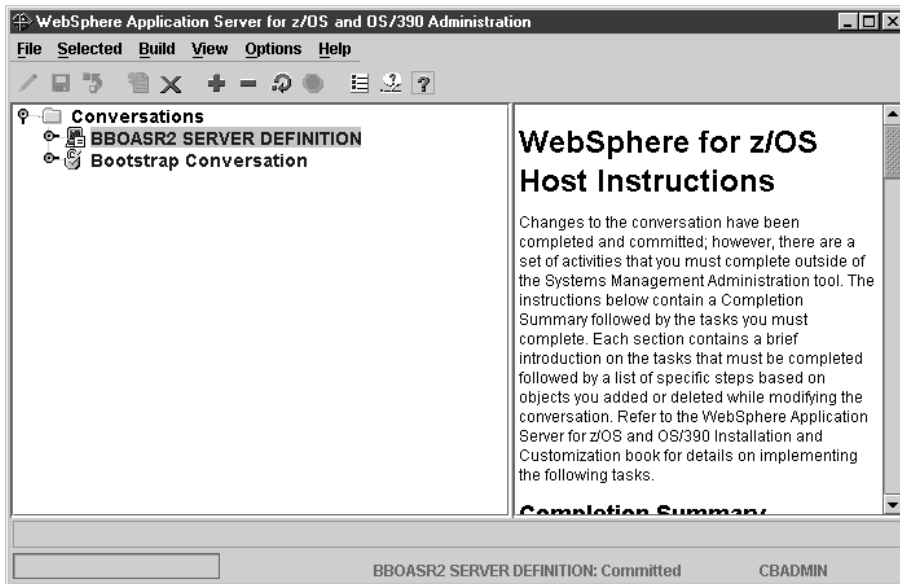 WebSphere Application Server for z/OS and OS/390 Administration
File Selected Build View Options Help
Conversations
BBOASR2 SERVER DEFINITION
Bootstrap Conversation
WebSphere for z/OS
Host Instructions
Changes to the conversation have been
completed and committed; however, there are a
set of activities that you must complete outside of
the Systems Management Administration tool. The
instructions below contain a Completion
Summary followed by the tasks you must
complete. Each section contains a brief
introduction on the tasks that must be completed
followed by a list of specific steps based on
objects you added or deleted while modifying the
conversation. Refer to the WebSphere Application
Server for z/OS and OS/390 Installation and
Customization book for details on implementing
the following tasks.
Completion Summary
BBOASR2 SERVER DEFINITION: Committed CBADMIN